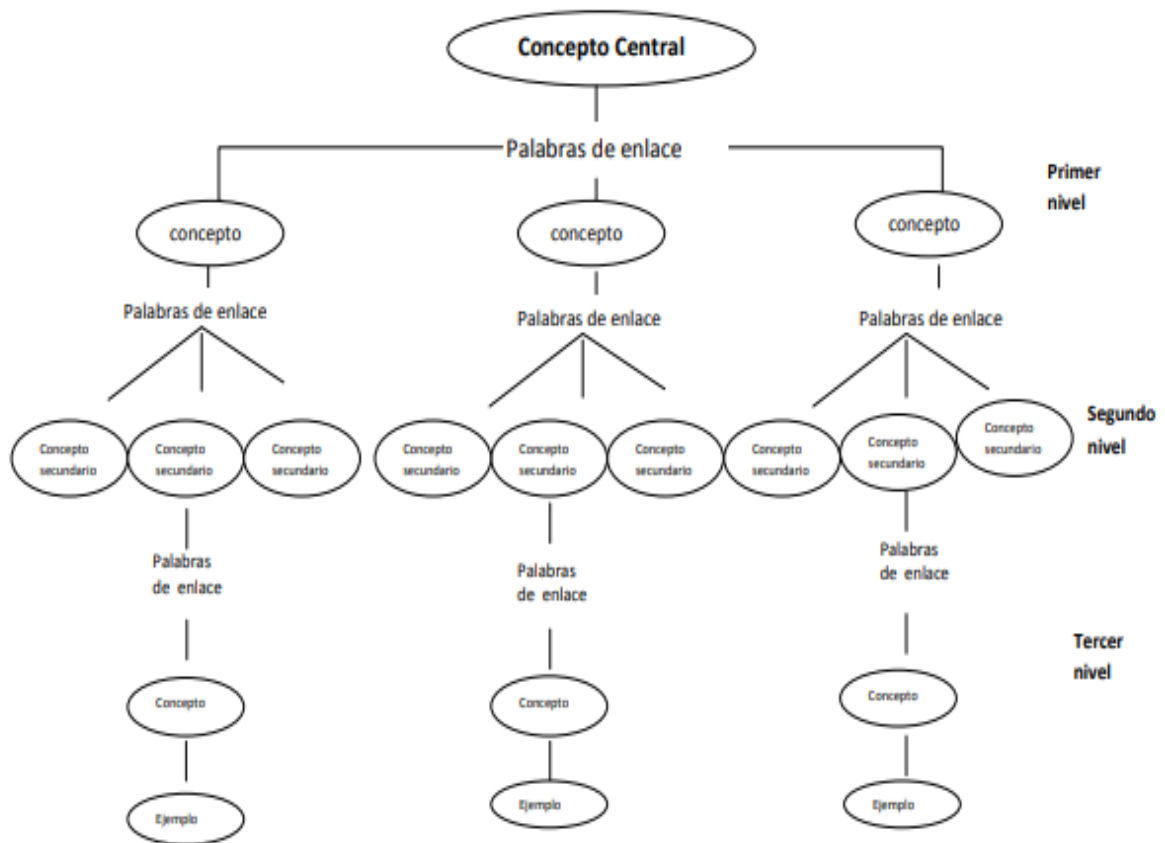 Concepto Central
Palabras de enlace
Primer
nivel
concepto
concepto
concepto
Palabras de enlace
Palabras de enlace
Palabras de enlace
Concepto
secundario
Concepto
secundario
Concepto
secundario
Concepto
secundario
Concepto
secundario
Concepto
secundario
Concepto
secundario
Concepto
secundario
Concepto
secundario
Segundo
nivel
Palabras
de enlace
Palabras
de enlace
Palabras
de enlace
Tercer
nivel
Concepto
Concepto
Concepto
Ejemplo
Ejemplo
Ejemplo